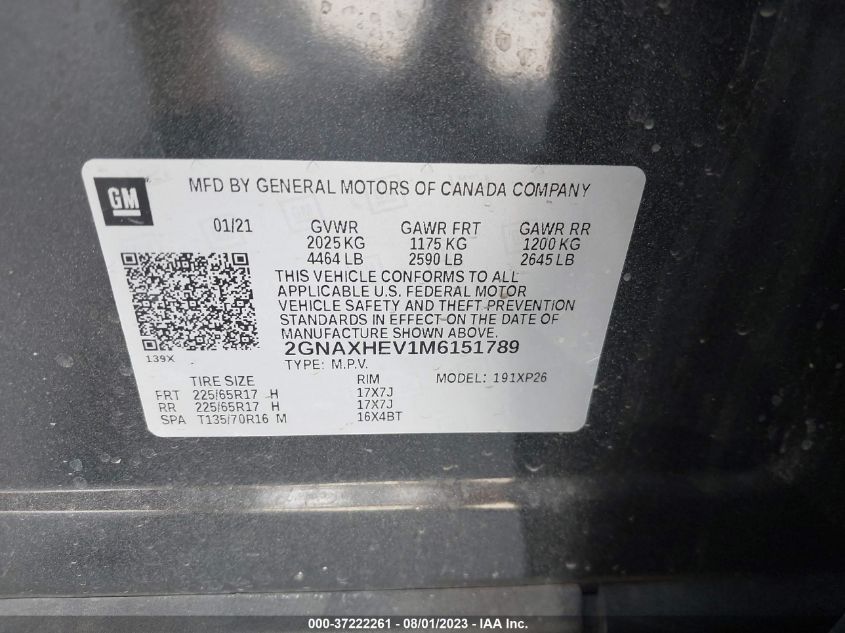 GM
MFD BY GENERAL MOTORS OF CANADA COMPANY
01/21 GVWR GAWR FRT GAWR RR
2025 KG 1175 KG 1200 KG
4464 LB 2590 LB 2645 LB
THIS VEHICLE CONFORMS TO ALL
APPLICABLE U.S. FEDERAL MOTOR
VEHICLE SAFETY AND THEFT PREVENTION
STANDARDS IN EFFECT ON THE DATE OF
MANUFACTURE SHOWN ABOVE.
139X
2GNAXHEV1M6151789
TYPE: M.P.V.
TIRE SIZE RIM MODEL: 191XP26
FRT 225/65R17 H 17X7J
RR 225/65R17 H 17X7J
SPA T135/70R16 M 16X4BT
000-37222261 - 08/01/2023 - IAA Inc.